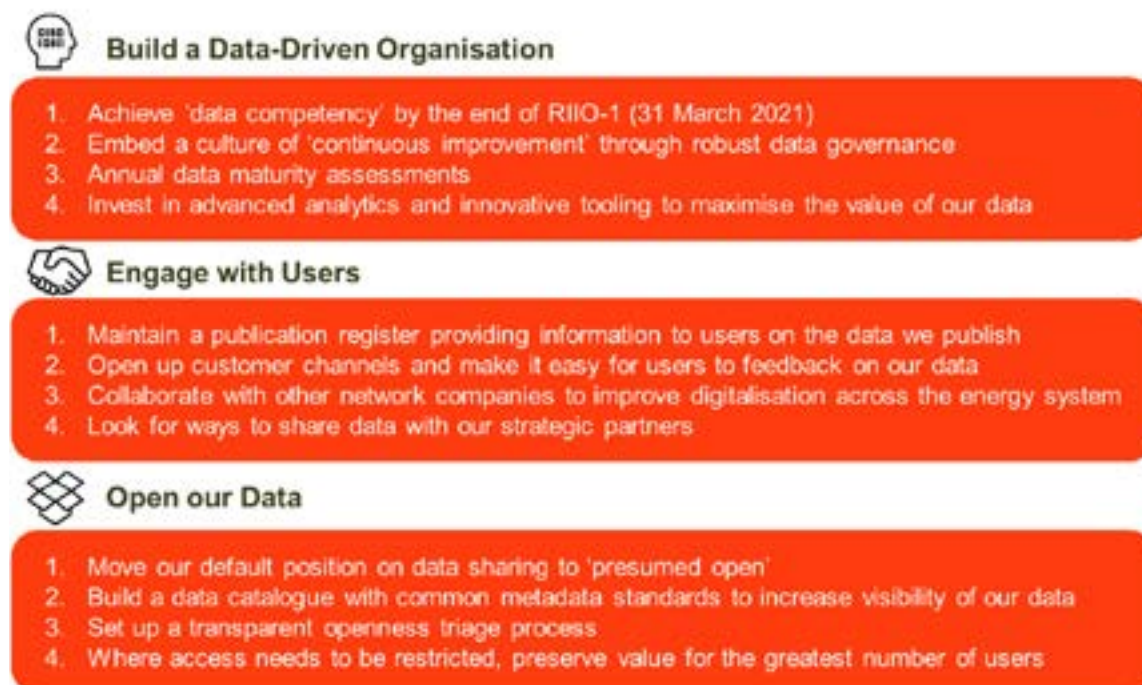 Build a Data-Driven Organisation
1. Achieve 'data competency' by the end of RIIO-1 (31 March 2021)
2. Embed a culture of 'continuous improvement' through robust data governance
3. Annual data maturity assessments
4. Invest in advanced analytics and innovative tooling to maximise the value of our data
Engage with Users
1. Maintain a publication register providing information to users on the data we publish
2. Open up customer channels and make it easy for users to feedback on our data
3. Collaborate with other network companies to improve digitalisation across the energy system
4. Look for ways to share data with our strategic partners
Open our Data
1. Move our default position on data sharing to 'presumed open'
2. Build a data catalogue with common metadata standards to increase visibility of our data
3. Set up a transparent openness triage process
4. Where access needs to be restricted, preserve value for the greatest number of users